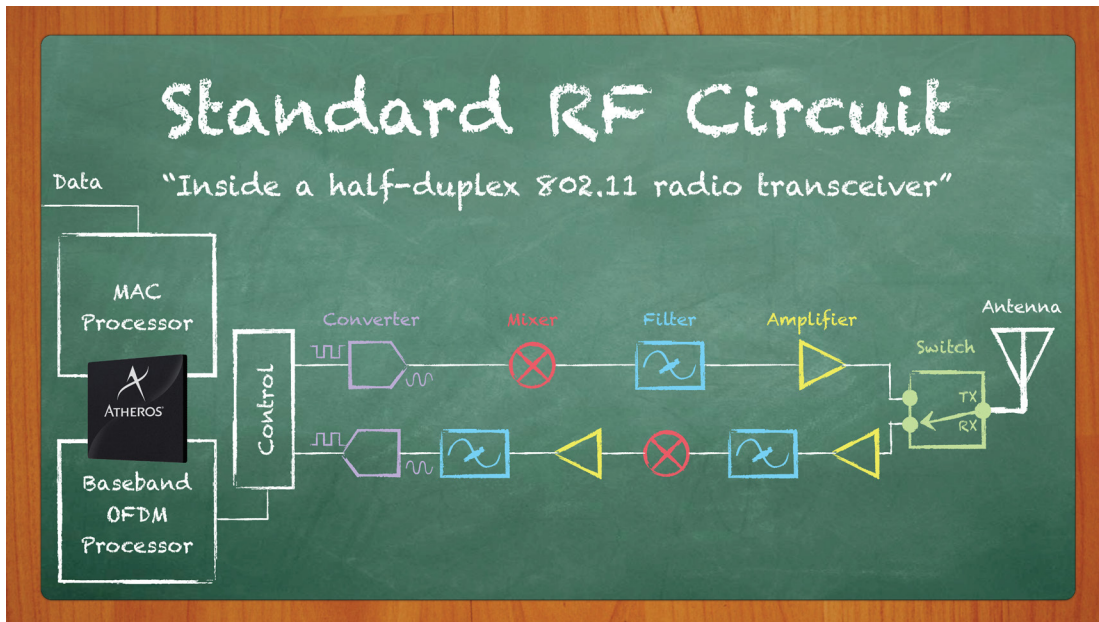 Standard RF Circuit
"Inside a half-duplex 802.11 radio transceiver"
Data
MAC
Processor
ATHEROS
Baseband
OFDM
Processor
Control
Converter
Mixer
Filter
Amplifier
Switch
TX
RX
Antenna